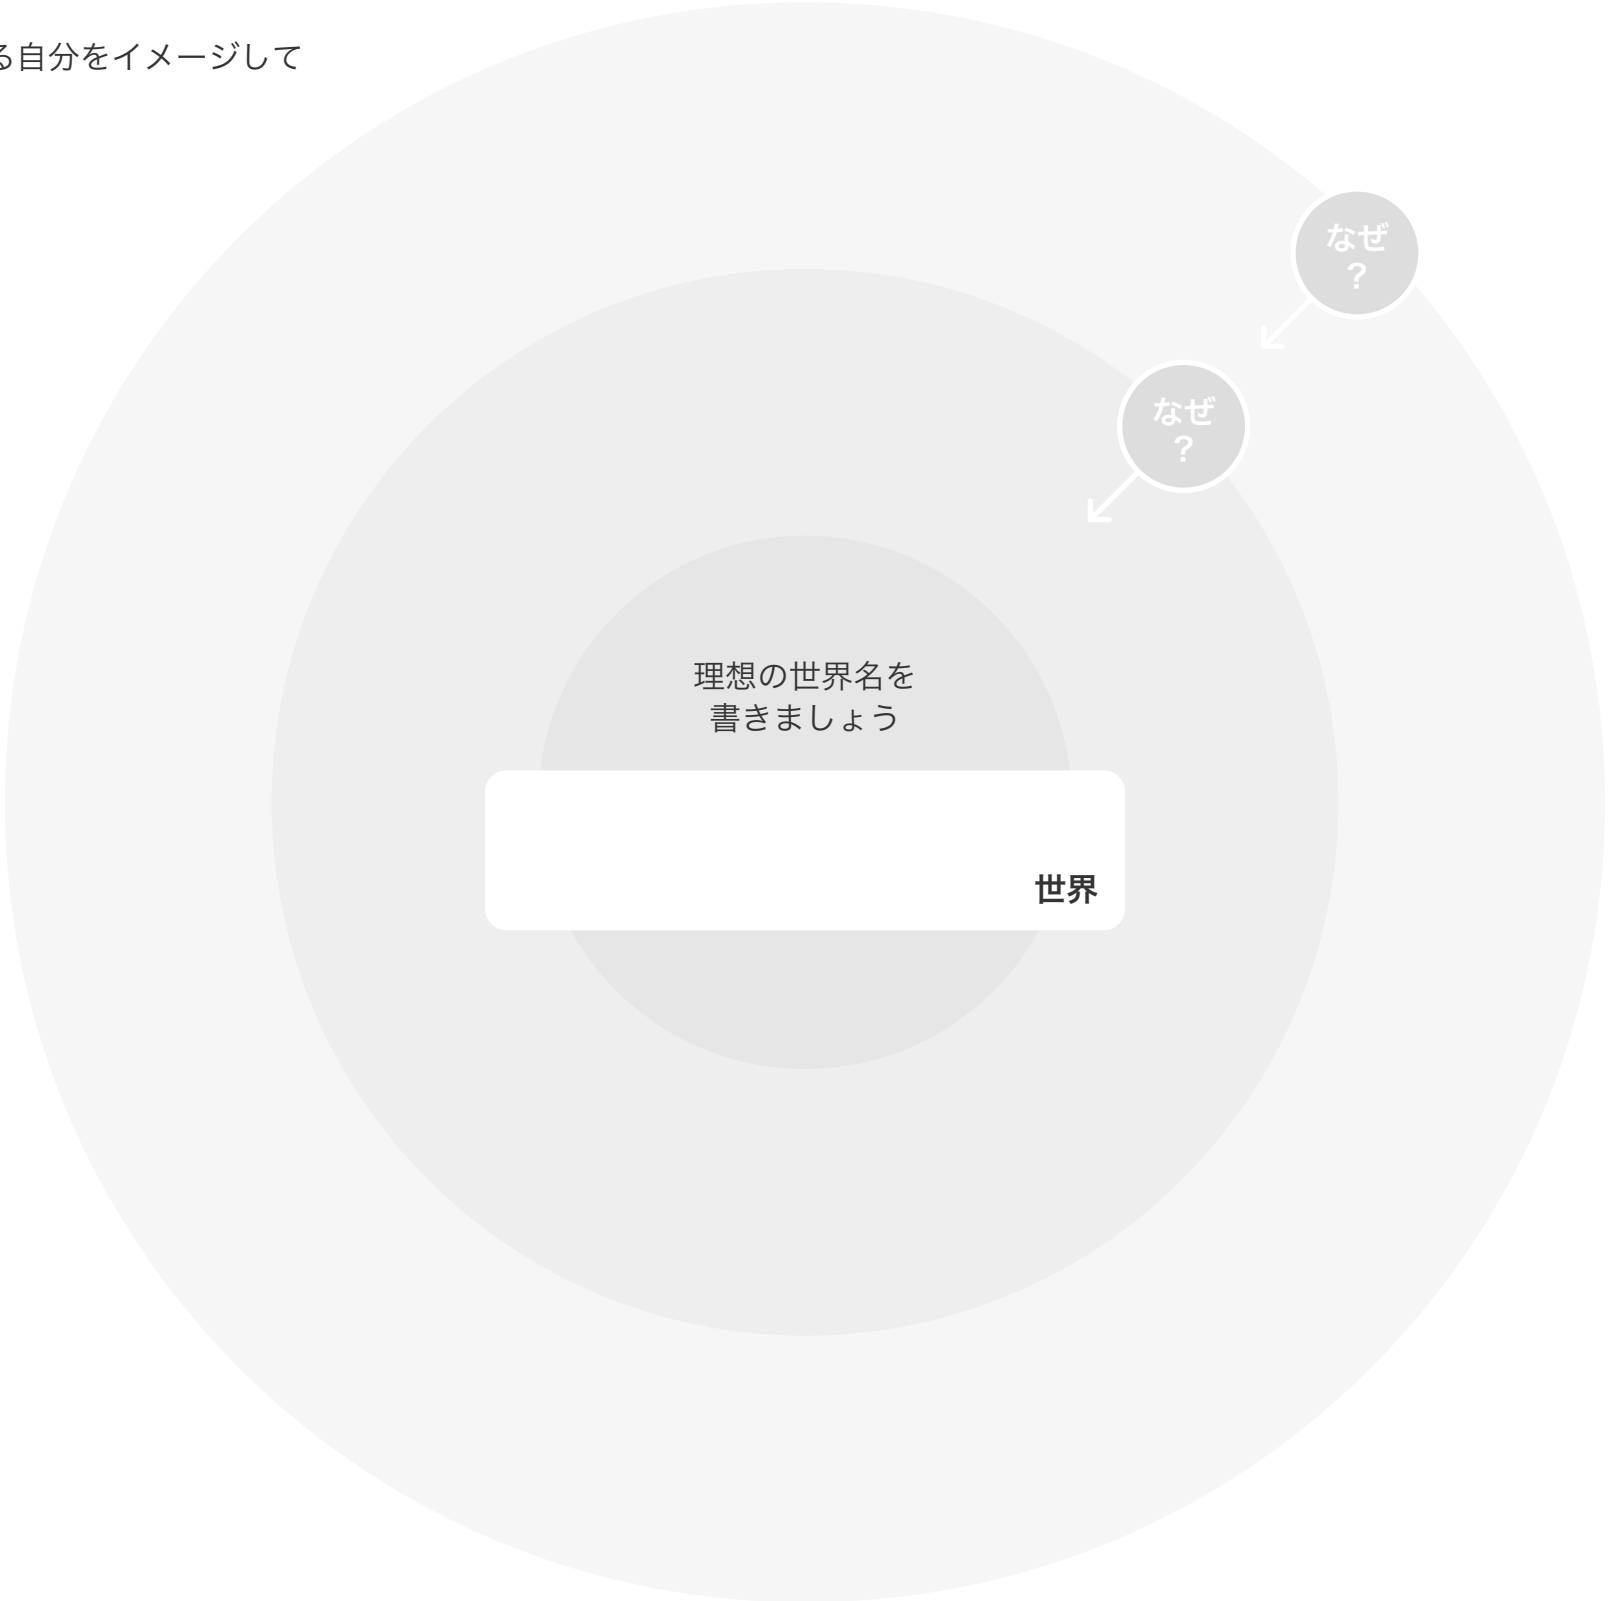 る自分をイメージして
なぜ
?
なぜ
?
理想の世界名を
書きましょう
世界